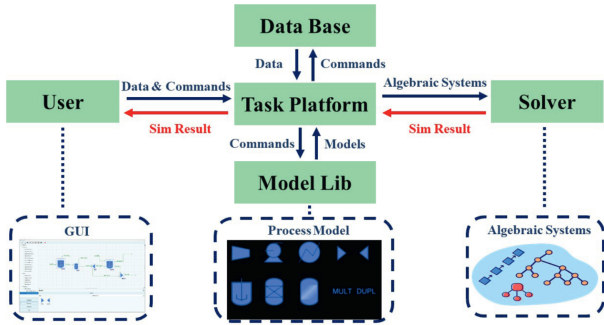 Data Base
Data
Commands
Data & Commands
Algebraic Systems
User
Task Platform
Solver
Sim Result
Sim Result
Commands
Models
Model Lib
GUI
Process Model
Algebraic Systems
MULT DUPL